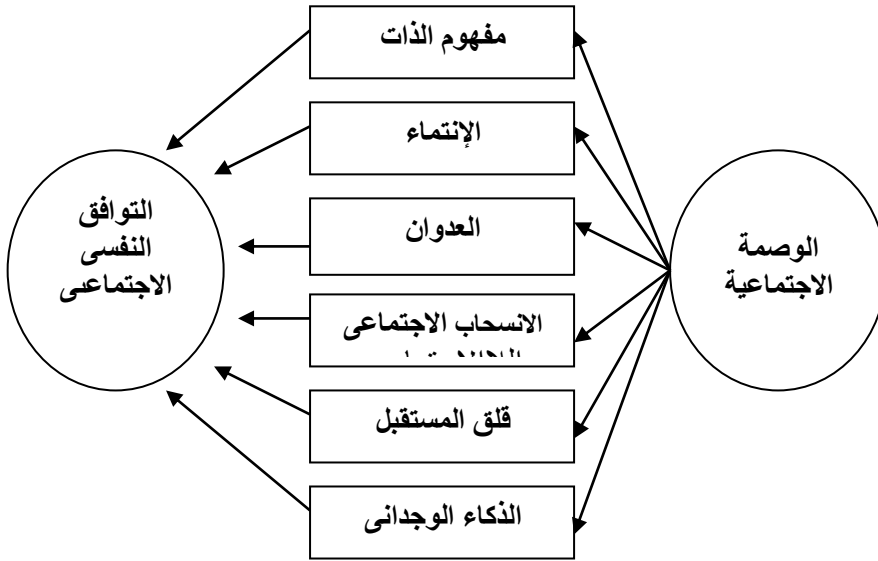 مفهوم الذات
الإنتماء
العدوان
الانسحاب الاجتماعى
قلق المستقبل
الذكاء الوجدانى
الوصمة
الاجتماعية
التوافق
النفسى
الاجتماعى